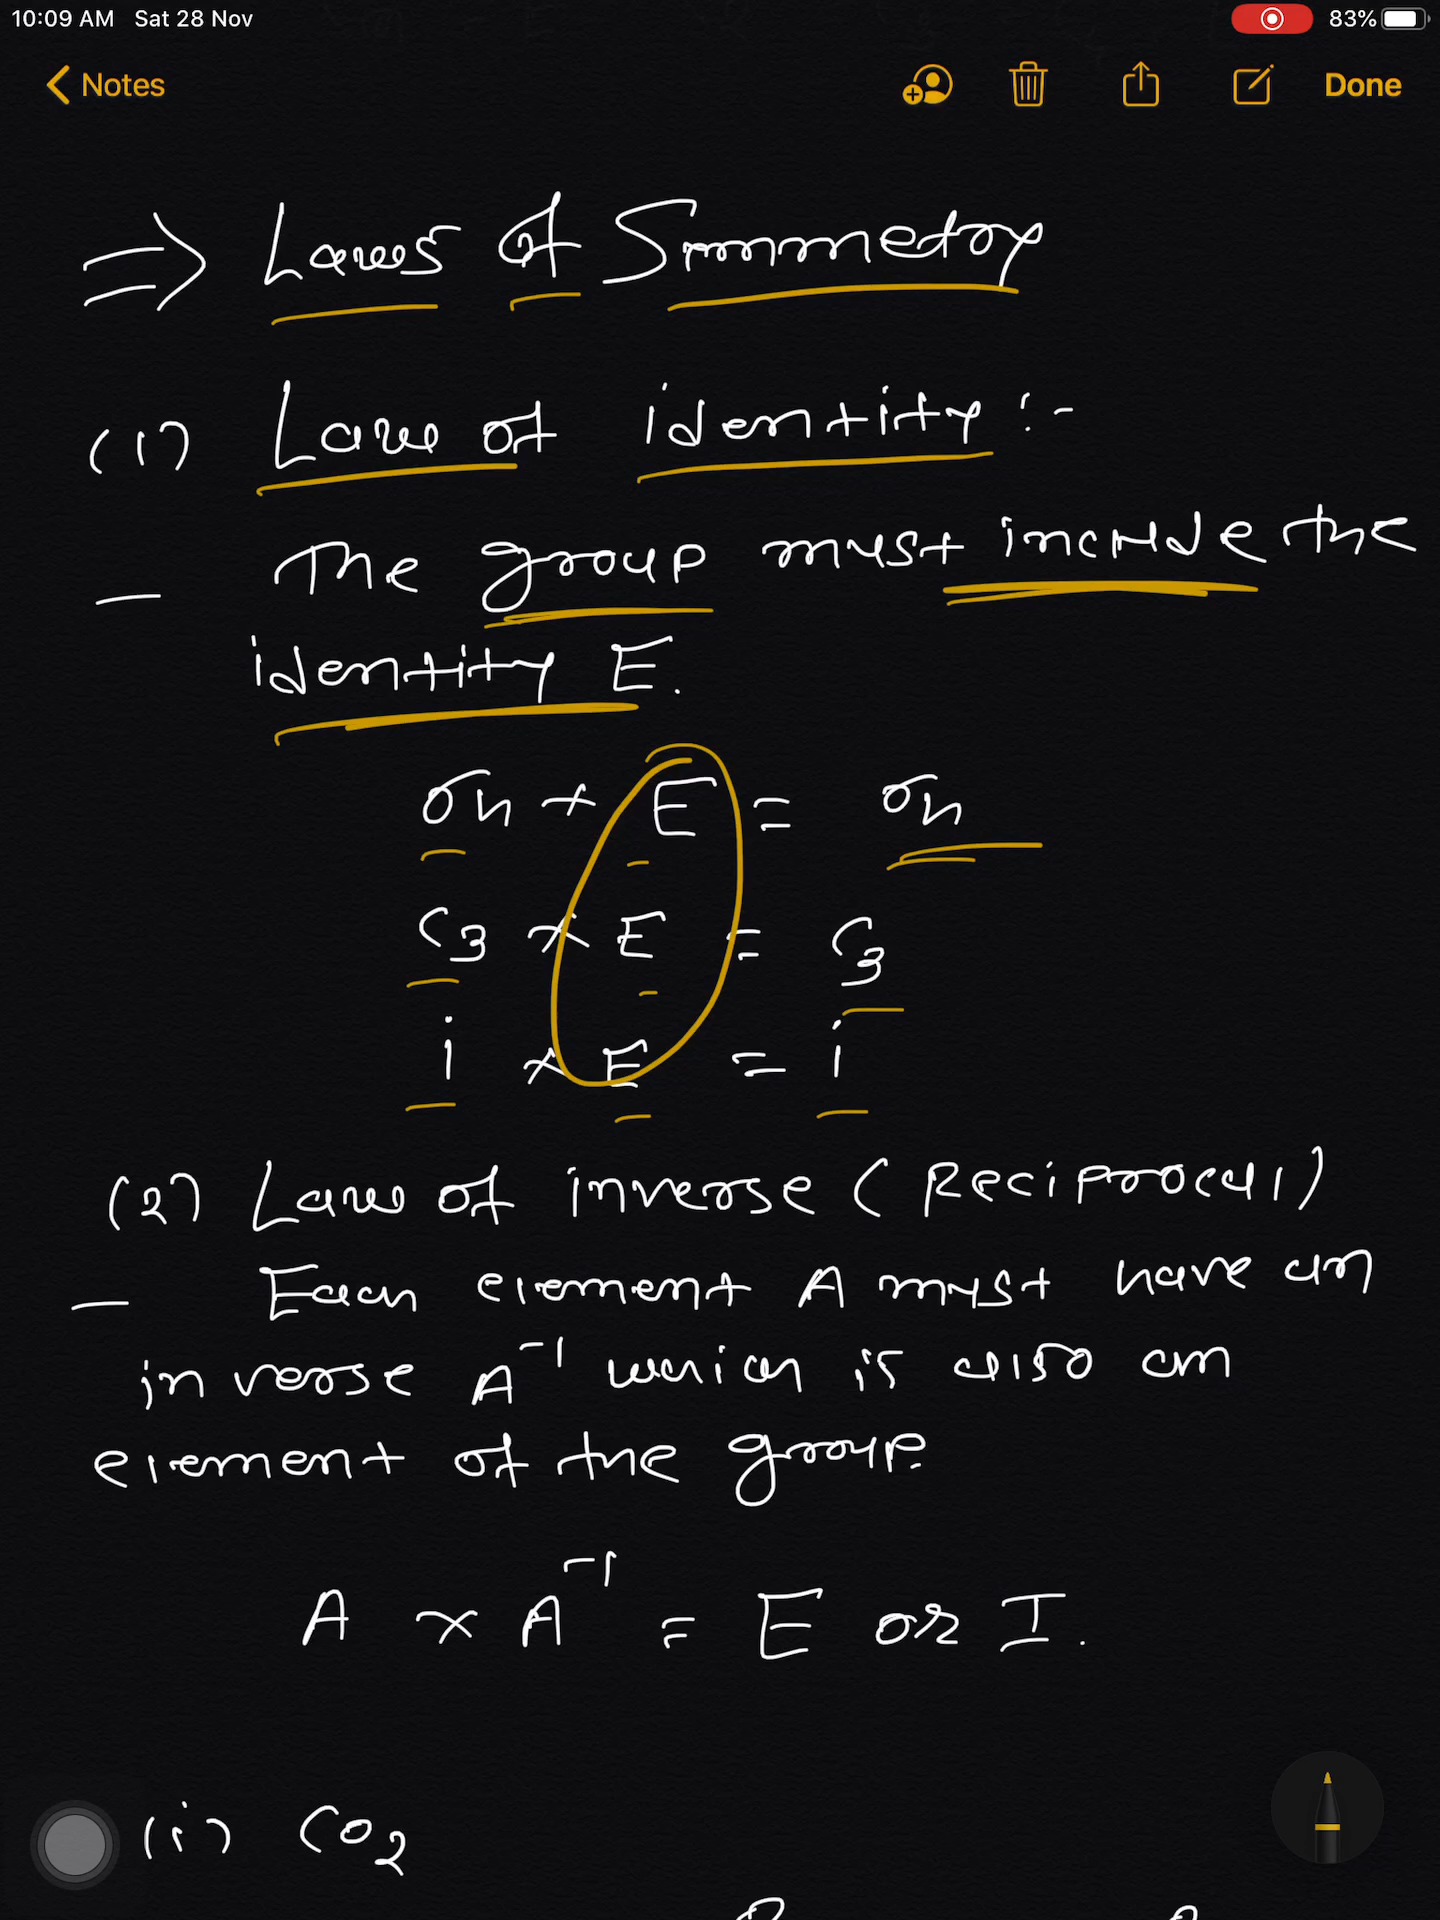 10:09 AM Sat 28 Nov 83%
Notes Done
⇒ Laws of Symmetry
(1) Law of identity :-
— The group must include the
identity E.
σh × E = σh
C3 × E = C3
i × E = i
(2) Law of inverse (Reciprocal)
— Each element A must have an
inverse A⁻¹ which is also an
element of the group.
A × A⁻¹ = E or I.
(i) CO2